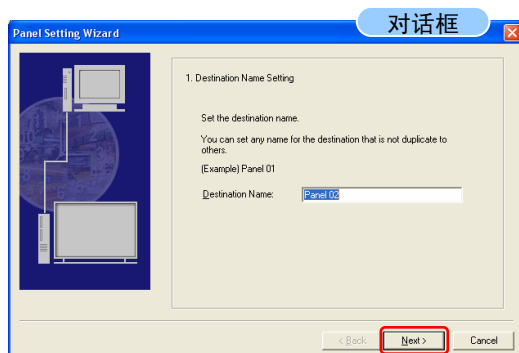 对话框
Panel Setting Wizard
1. Destination Name Setting
Set the destination name.
You can set any name for the destination that is not duplicate to
others.
(Example) Panel 01
Destination Name: Panel 02
< Back Next > Cancel